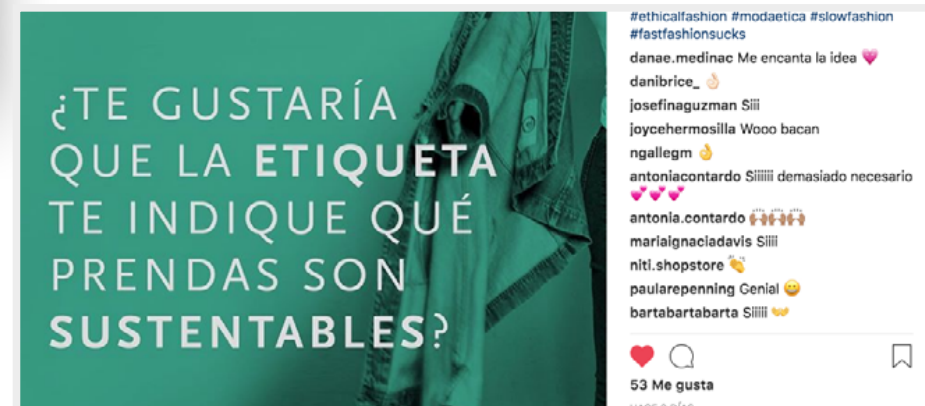 ¿TE GUSTARÍA
QUE LA ETIQUETA
TE INDIQUE QUÉ
PRENDAS SON
SUSTENTABLES?
#ethicalfashion #modaetica #slowfashion
#fastfashionsucks
danae.medinac Me encanta la idea 💗
danibrice_ 👌🏻
josefinaguzman Siii
joycehermosilla Wooo bacan
ngallegm 👌
antoniacontardo Siiiiii demasiado necesario
💕💕💕
antonia.contardo 🙌🏽🙌🏽🙌🏽
mariaignaciadavis Siiii
niti.shopstore 👏
paularepenning Genial 😄
bartabartabarta Siiiii 👐
53 Me gusta